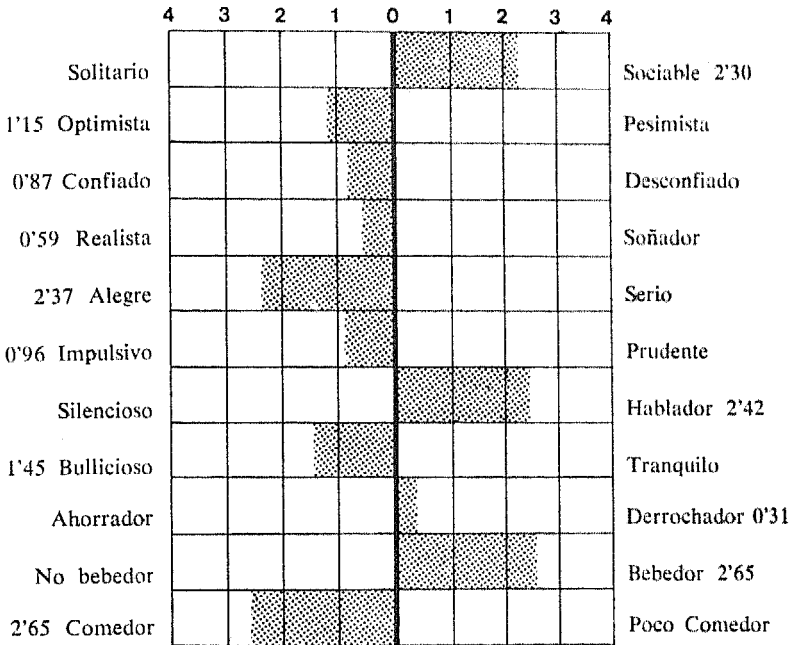 4 3 2 1 0 1 2 3 4
Solitario Sociable 2'30
1'15 Optimista Pesimista
0'87 Confiado Desconfiado
0'59 Realista Soñador
2'37 Alegre Serio
0'96 Impulsivo Prudente
Silencioso Hablador 2'42
1'45 Bullicioso Tranquilo
Ahorrador Derrochador 0'31
No bebedor Bebedor 2'65
2'65 Comedor Poco Comedor